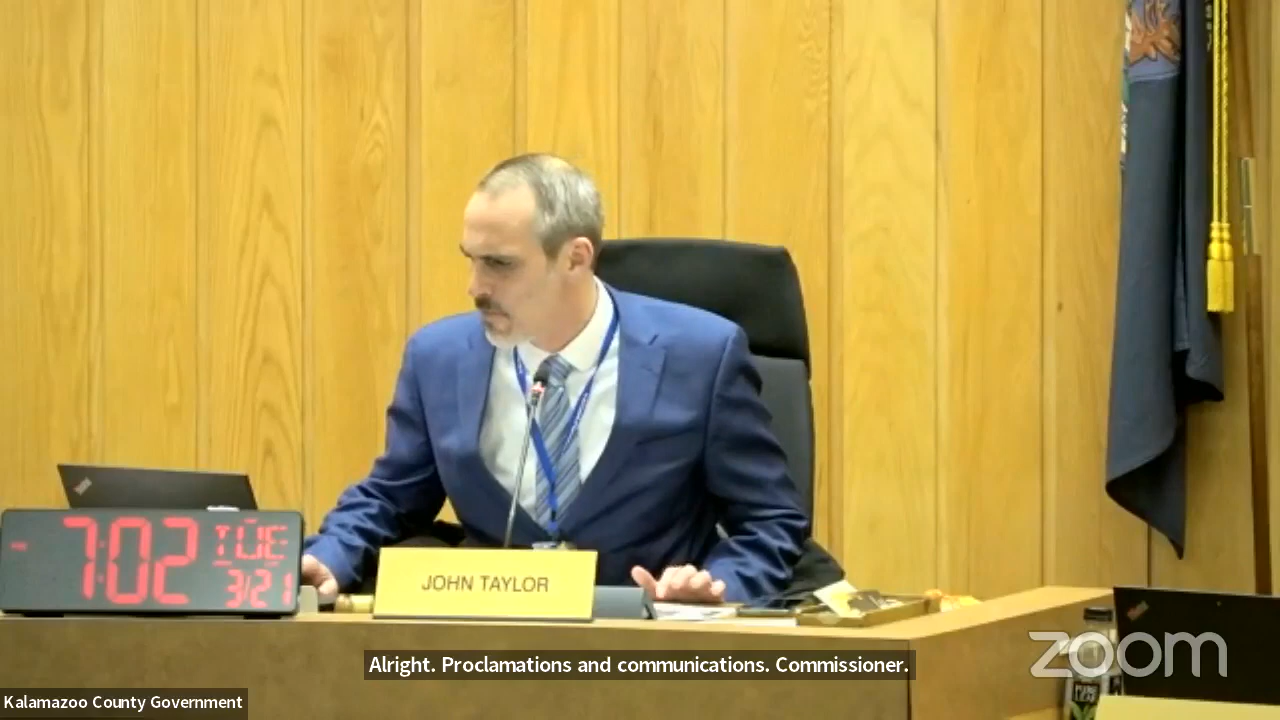 7:02
TUE
3/21
JOHN TAYLOR
Alright. Proclamations and communications. Commissioner.
zoom
Kalamazoo County Government